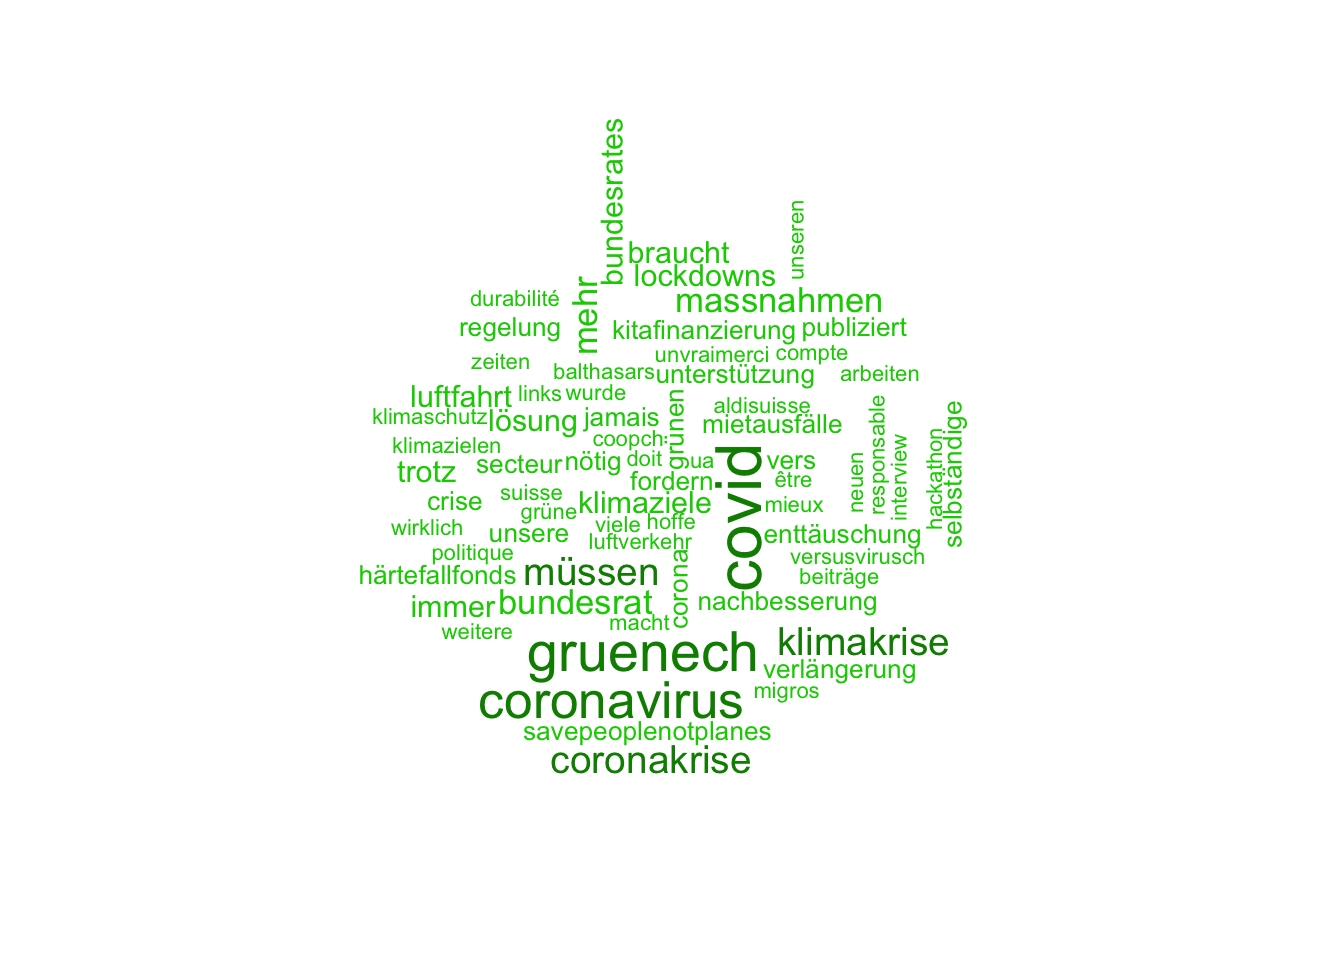 bundesrates
unseren
braucht
lockdowns
durabilité
mehr
massnahmen
regelung
kitafinanzierung
publiziert
unvraimerci
compte
zeiten
balthasars
unterstützung
arbeiten
luftfahrt
links
wurde
aldisuisse
klimaschutz
lösung
jamais
grünen
mietausfälle
responsable
selbständige
coopch
klimazielen
trotz
secteur
nötig
doit
covid
vers
neuen
interview
hackathon
fordern
être
crise
suisse
grüne
klimaziele
mieux
wirklich
unsere
viele
hoffe
luftverkehr
enttäuschung
politique
versusvirusch
härtefallfonds
müssen
corona
beiträge
immer
bundesrat
nachbesserung
weitere
macht
gruenech
klimakrise
verlängerung
coronavirus
migros
savepeoplenotplanes
coronakrise